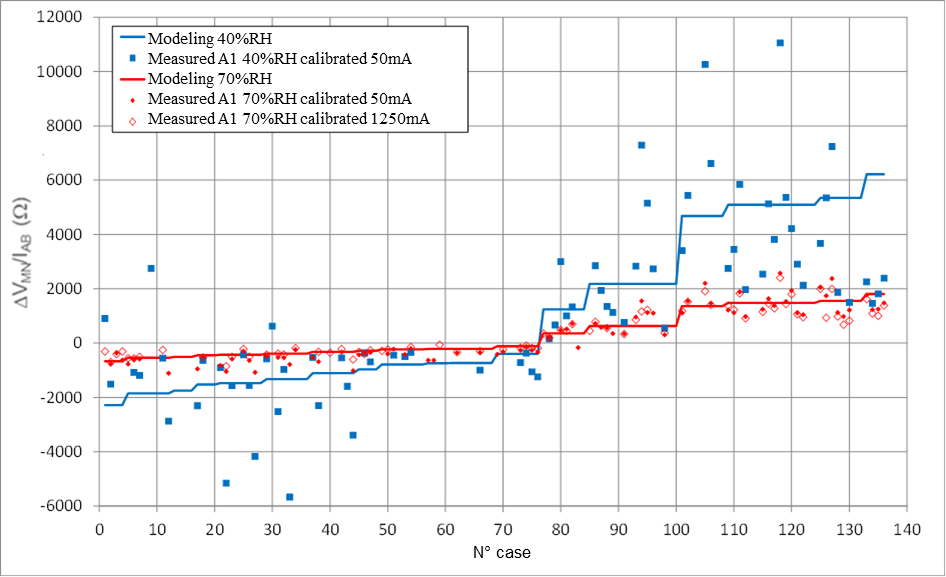 12000
10000
8000
6000
4000
2000
0
-2000
-4000
-6000
Modeling 40%RH
Measured A1 40%RH calibrated 50mA
Modeling 70%RH
Measured A1 70%RH calibrated 50mA
Measured A1 70%RH calibrated 1250mA
ΔVMN/IAB (Ω)
0 10 20 30 40 50 60 70 80 90 100 110 120 130 140
N° case